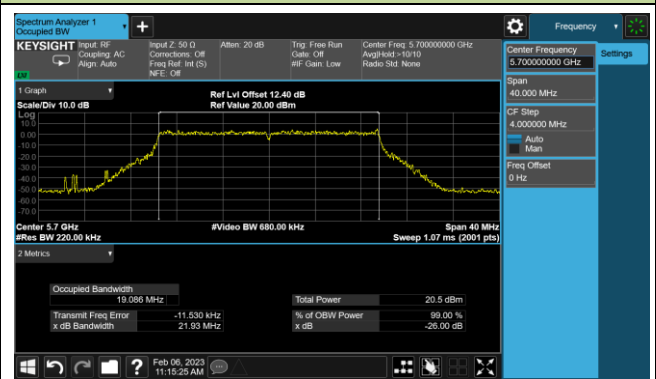 Spectrum Analyzer 1
Occupied BW
+
Frequency
KEYSIGHT
Input: RF
Coupling: AC
Align: Auto
Input Z: 50 Ω
Corrections: Off
Freq Ref: Int (S)
NFE: Off
Atten: 20 dB
Trig: Free Run
Gate: Off
#IF Gain: Low
Center Freq: 5.700000000 GHz
Avg|Hold:>10/10
Radio Std: None
LXI
Center Frequency
5.700000000 GHz
Settings
Span
40.000 MHz
CF Step
4.000000 MHz
Auto
Man
Freq Offset
0 Hz
1 Graph
Scale/Div 10.0 dB
Ref Lvl Offset 12.40 dB
Ref Value 20.00 dBm
Log
10.0
0.00
-10.0
-20.0
-30.0
-40.0
-50.0
-60.0
-70.0
Center 5.7 GHz
#Video BW 680.00 kHz
Span 40 MHz
#Res BW 220.00 kHz
Sweep 1.07 ms (2001 pts)
2 Metrics
Occupied Bandwidth
19.086 MHz
Total Power 20.5 dBm
Transmit Freq Error -11.530 kHz
% of OBW Power 99.00 %
x dB Bandwidth 21.93 MHz
x dB -26.00 dB
?
Feb 06, 2023
11:15:25 AM